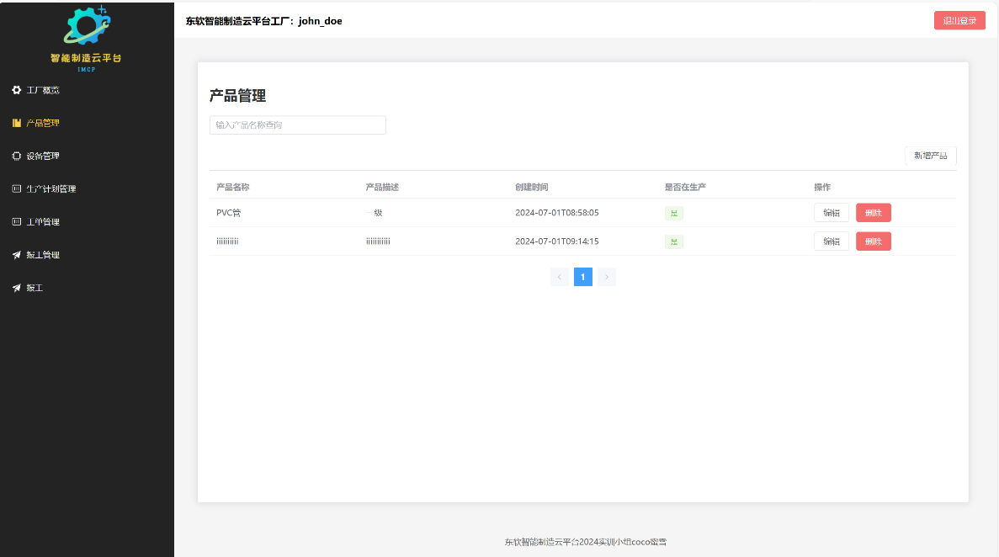 智能制造云平台
IMCP
工厂概览
产品管理
设备管理
生产计划管理
工单管理
报工管理
报工
东软智能制造云平台工厂：john_doe
退出登录
产品管理
输入产品名称查询
新增产品
产品名称 产品描述 创建时间 是否在生产 操作
PVC管 一级 2024-07-01T08:58:05 是 编辑 删除
iiiiiiiiii iiiiiiiiiii 2024-07-01T09:14:15 是 编辑 删除
1
东软智能制造云平台2024实训小组coco蜜雪